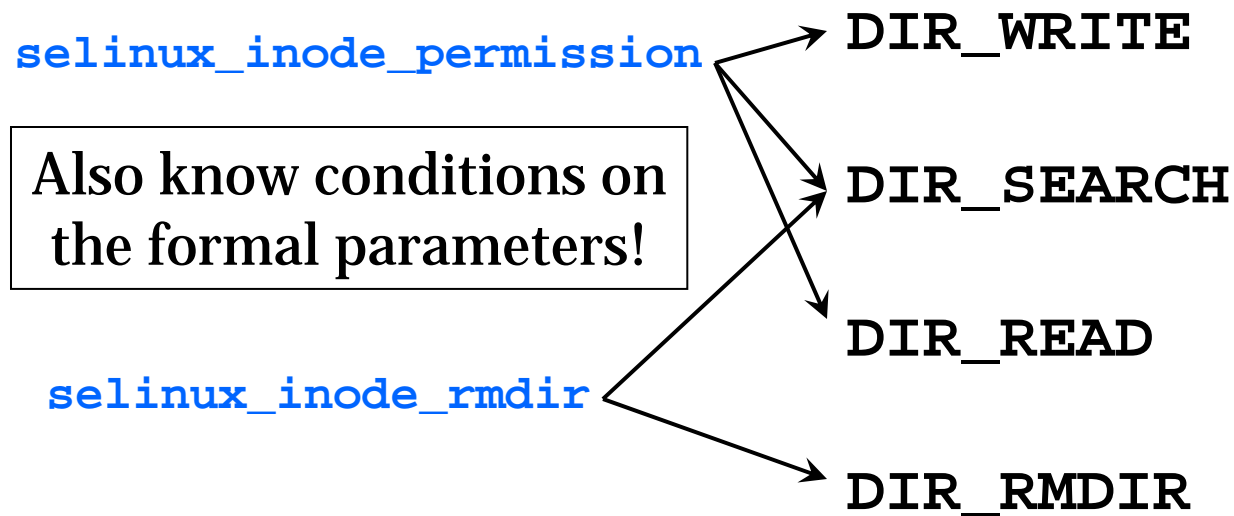 selinux_inode_permission
DIR_WRITE
Also know conditions on
the formal parameters!
DIR_SEARCH
DIR_READ
selinux_inode_rmdir
DIR_RMDIR